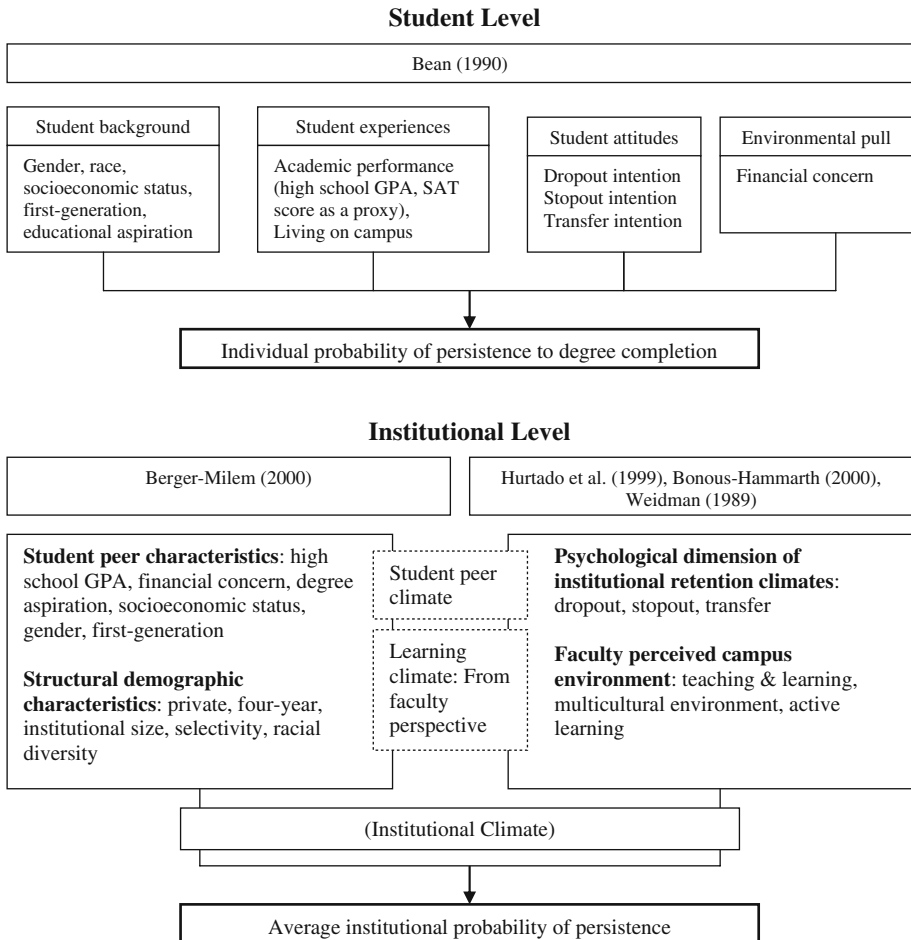 Student Level
Bean (1990)
Student background
Gender, race,
socioeconomic status,
first-generation,
educational aspiration
Student experiences
Academic performance
(high school GPA, SAT
score as a proxy),
Living on campus
Student attitudes
Dropout intention
Stopout intention
Transfer intention
Environmental pull
Financial concern
Individual probability of persistence to degree completion
Institutional Level
Berger-Milem (2000)
Hurtado et al. (1999), Bonous-Hammarth (2000),
Weidman (1989)
Student peer characteristics: high
school GPA, financial concern, degree
aspiration, socioeconomic status,
gender, first-generation
Structural demographic
characteristics: private, four-year,
institutional size, selectivity, racial
diversity
Student peer
climate
Learning
climate: From
faculty
perspective
Psychological dimension of
institutional retention climates:
dropout, stopout, transfer
Faculty perceived campus
environment: teaching & learning,
multicultural environment, active
learning
(Institutional Climate)
Average institutional probability of persistence